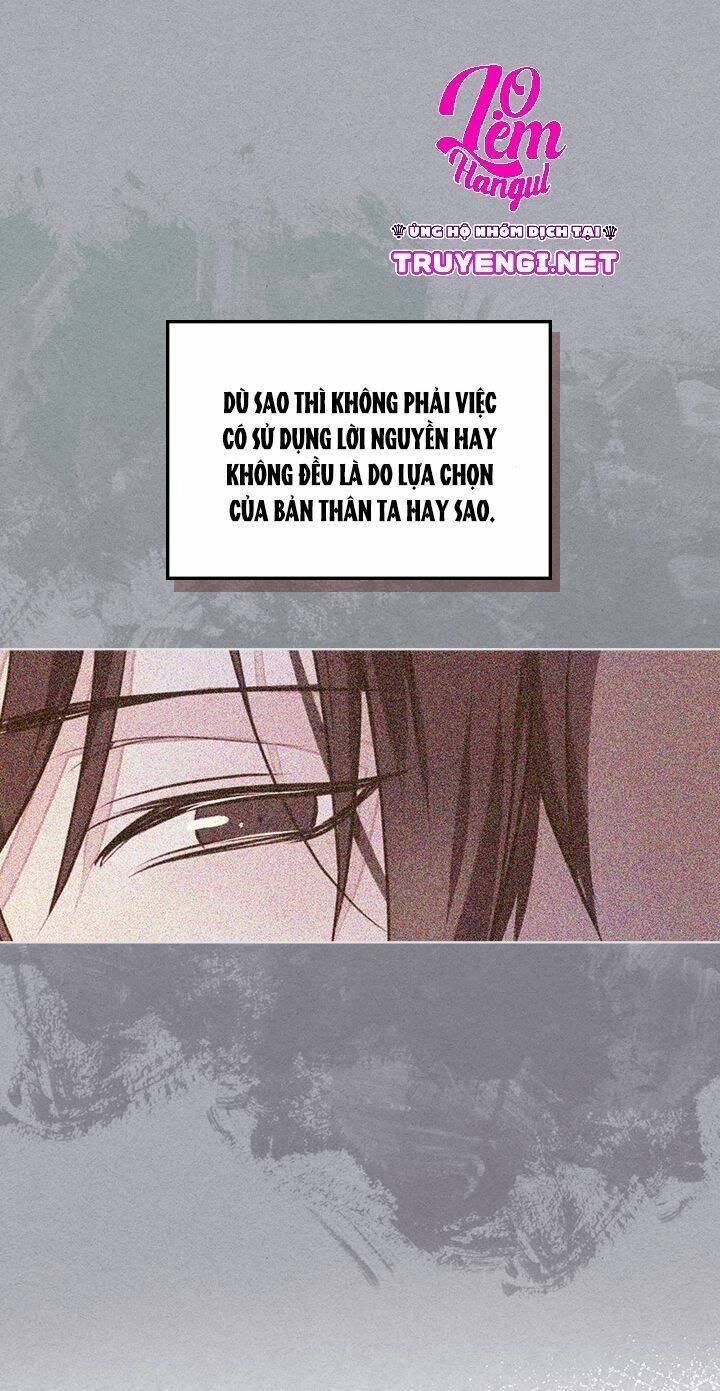 Lọ
Lem
Hangul
ỦNG HỘ NHÓM DỊCH TẠI
TRUYENGI.NET
DÙ SAO THÌ KHÔNG PHẢI VIỆC
CÓ SỬ DỤNG LỜI NGUYỀN HAY
KHÔNG ĐỀU LÀ DO LỰA CHỌN
CỦA BẢN THÂN TA HAY SAO.